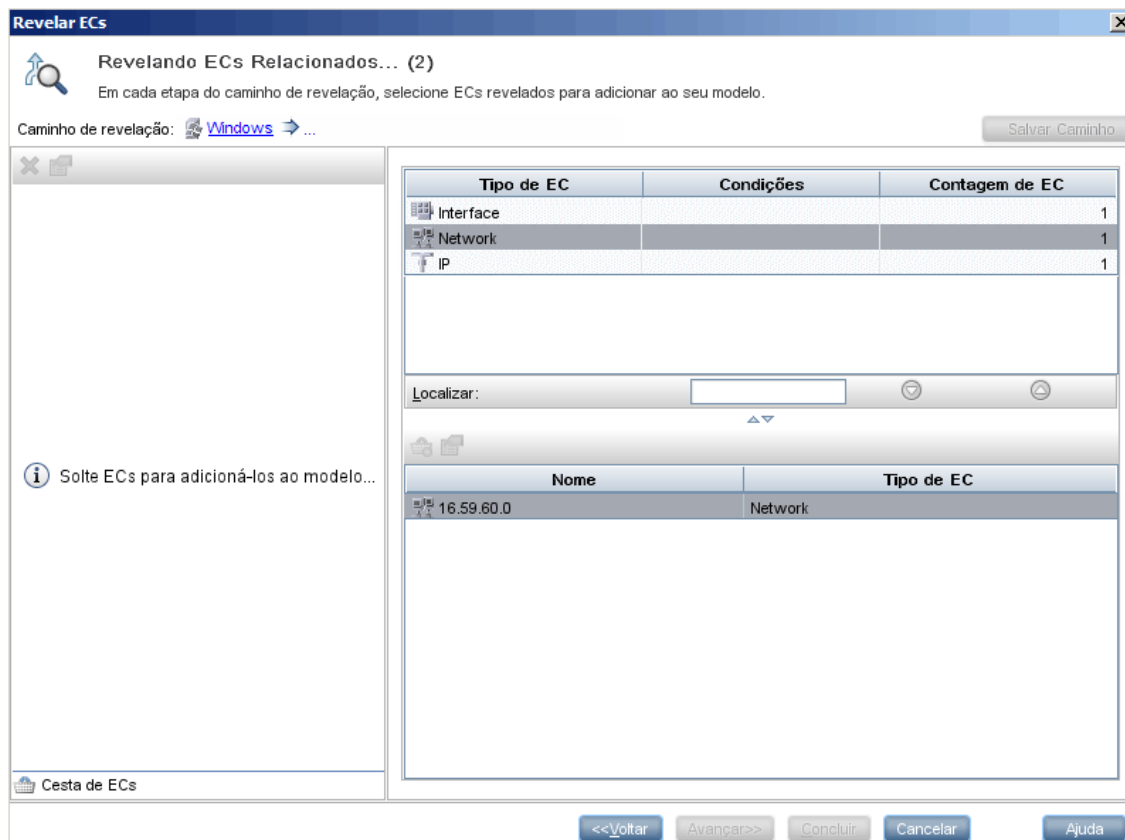 Revelar ECs
Revelando ECs Relacionados... (2)
Em cada etapa do caminho de revelação, selecione ECs revelados para adicionar ao seu modelo.
Caminho de revelação: Windows ...
Salvar Caminho
Tipo de EC Condições Contagem de EC
Interface 1
Network 1
IP 1
Localizar:
Solte ECs para adicioná-los ao modelo...
Nome Tipo de EC
16.59.60.0 Network
Cesta de ECs
<<Voltar Avançar>> Concluir Cancelar Ajuda